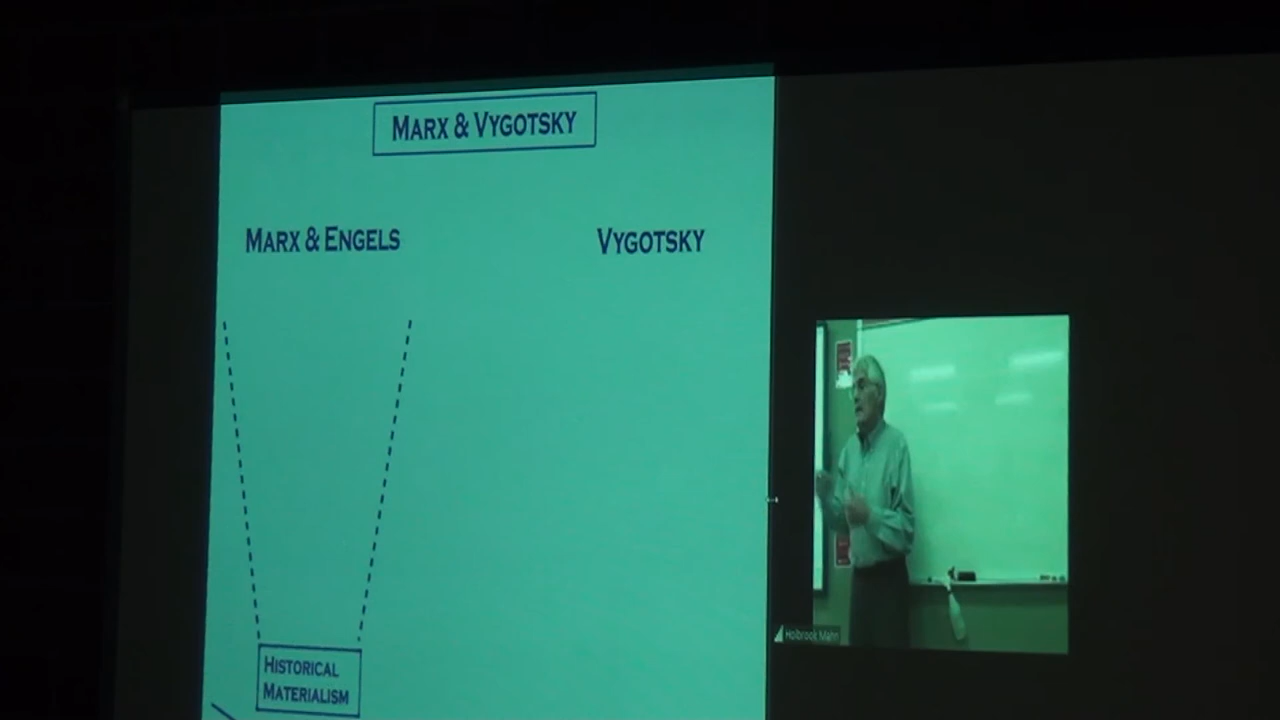 MARX & VYGOTSKY
MARX & ENGELS
VYGOTSKY
HISTORICAL
MATERIALISM
Holbrook Mahn